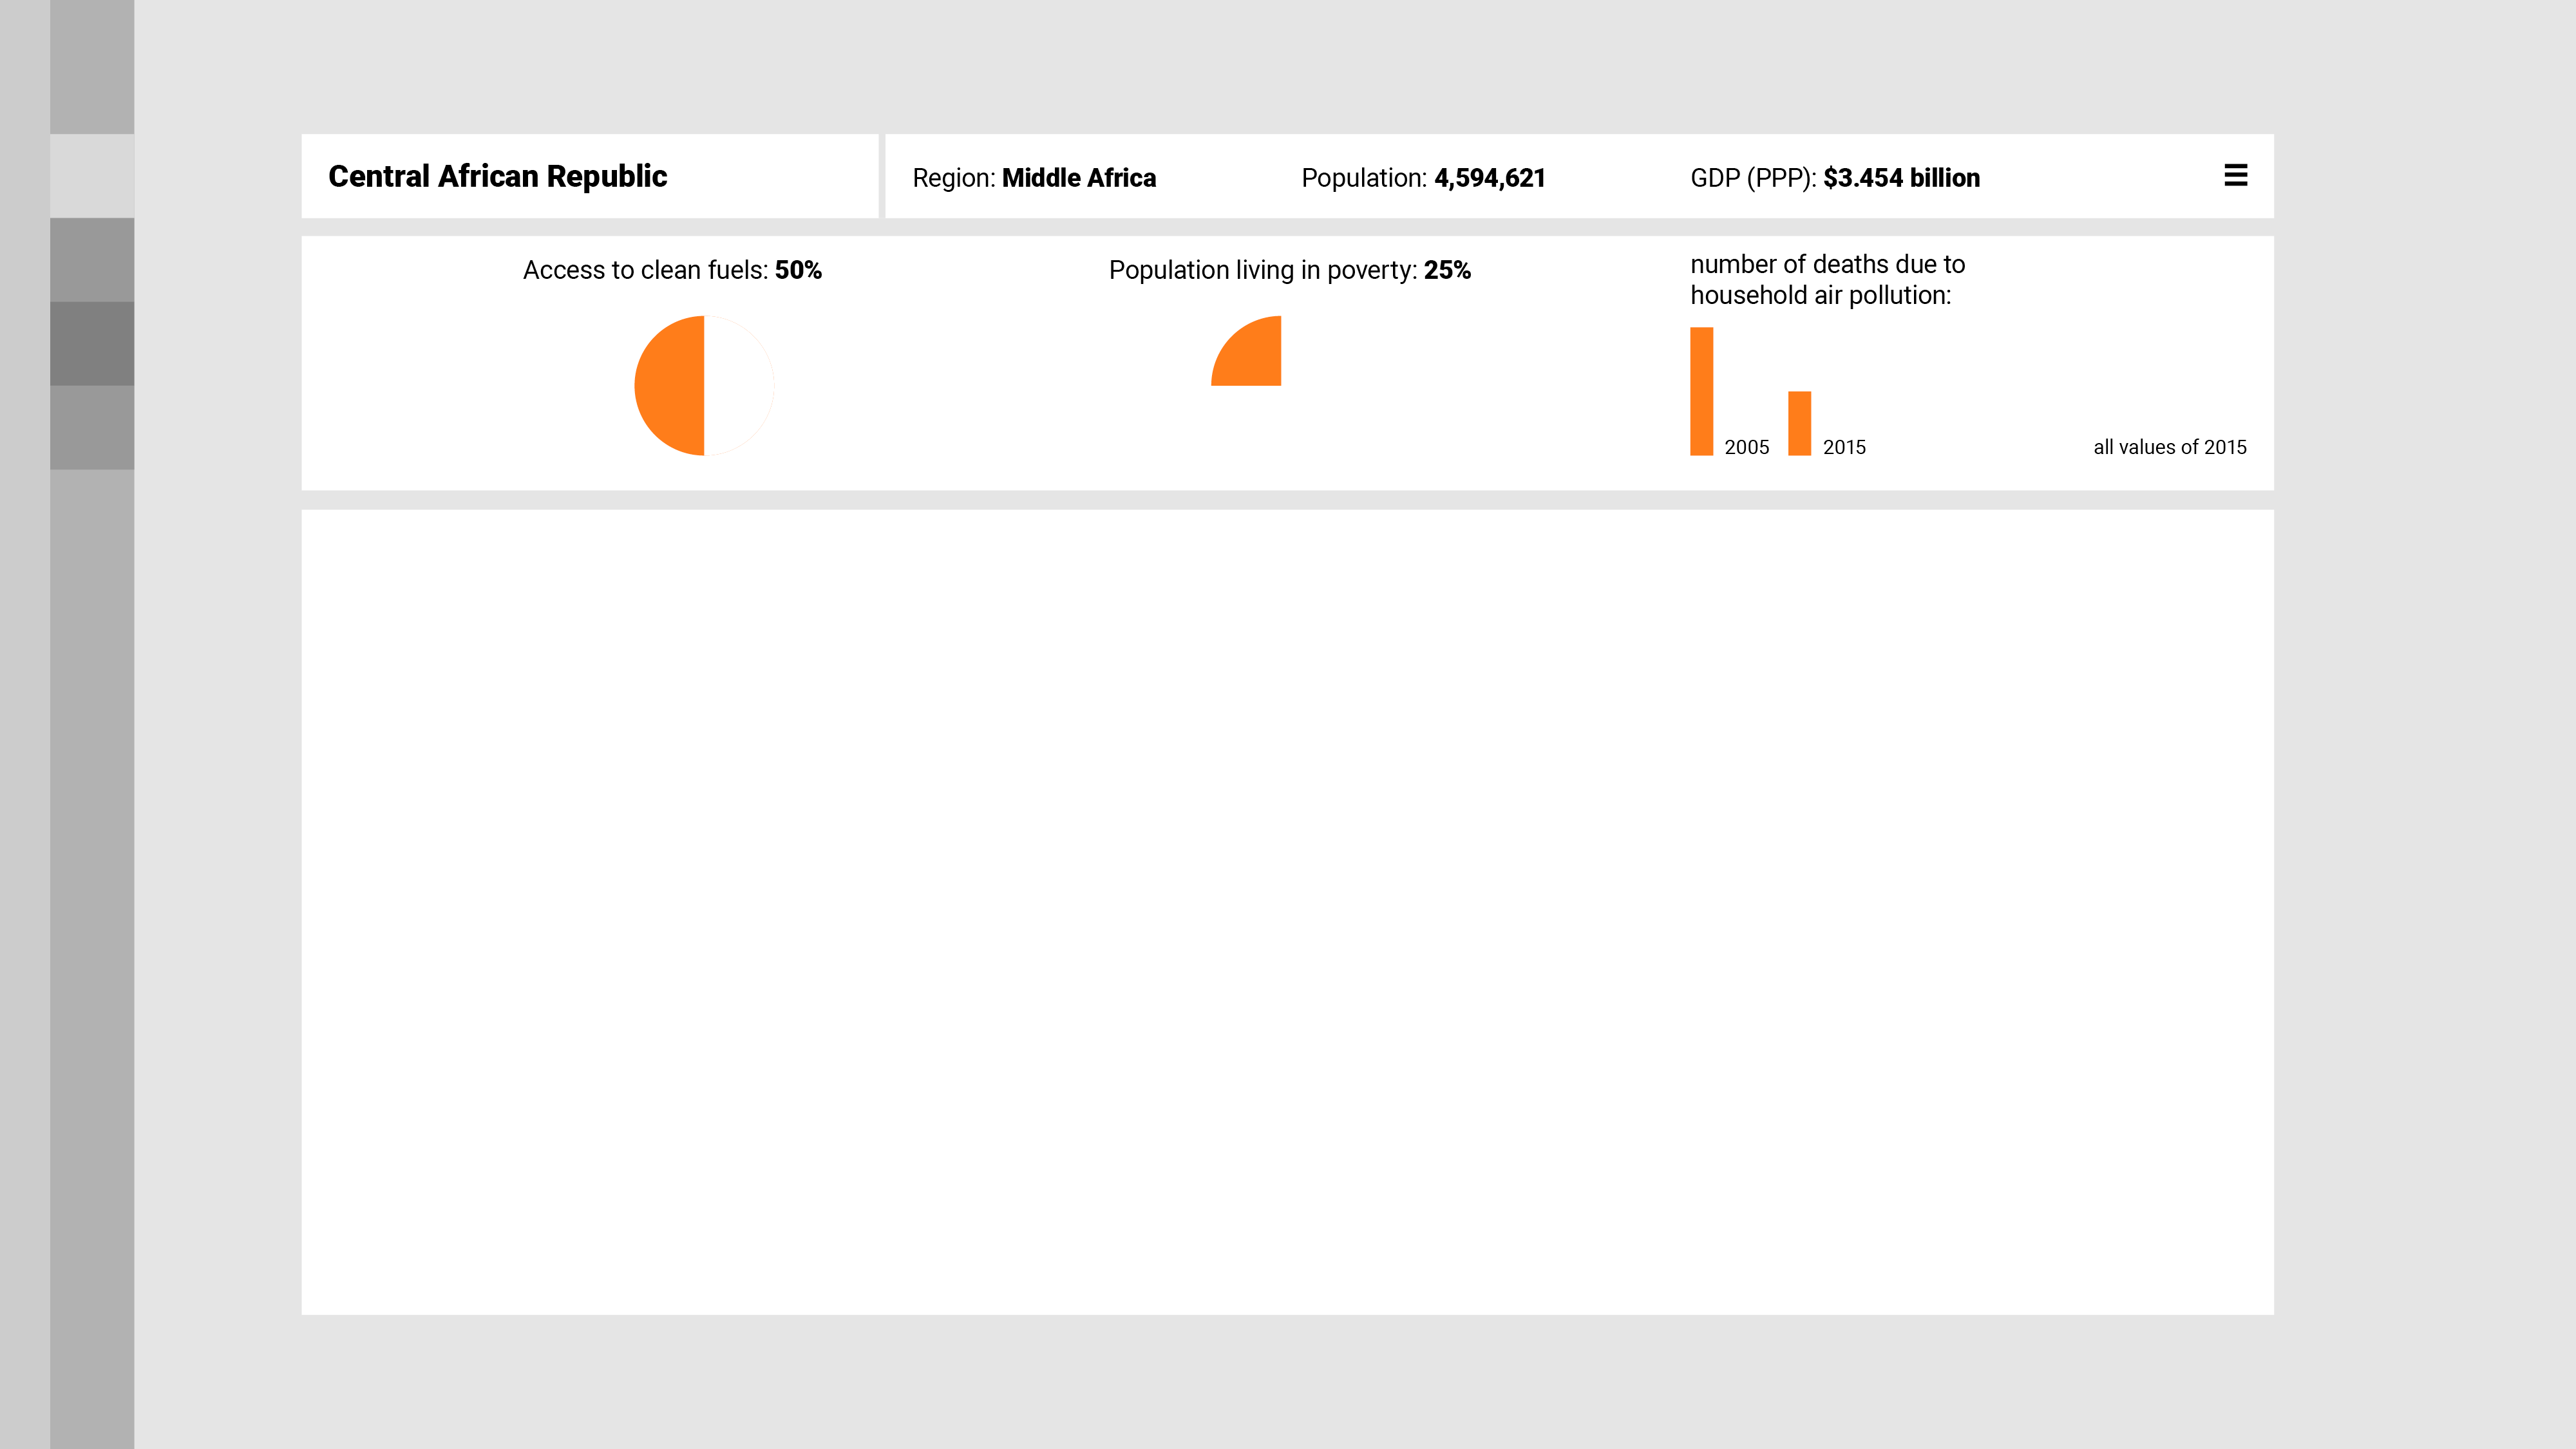 Central African Republic
Region: Middle Africa
Population: 4,594,621
GDP (PPP): $3.454 billion
Access to clean fuels: 50%
Population living in poverty: 25%
number of deaths due to
household air pollution:
2005
2015
all values of 2015